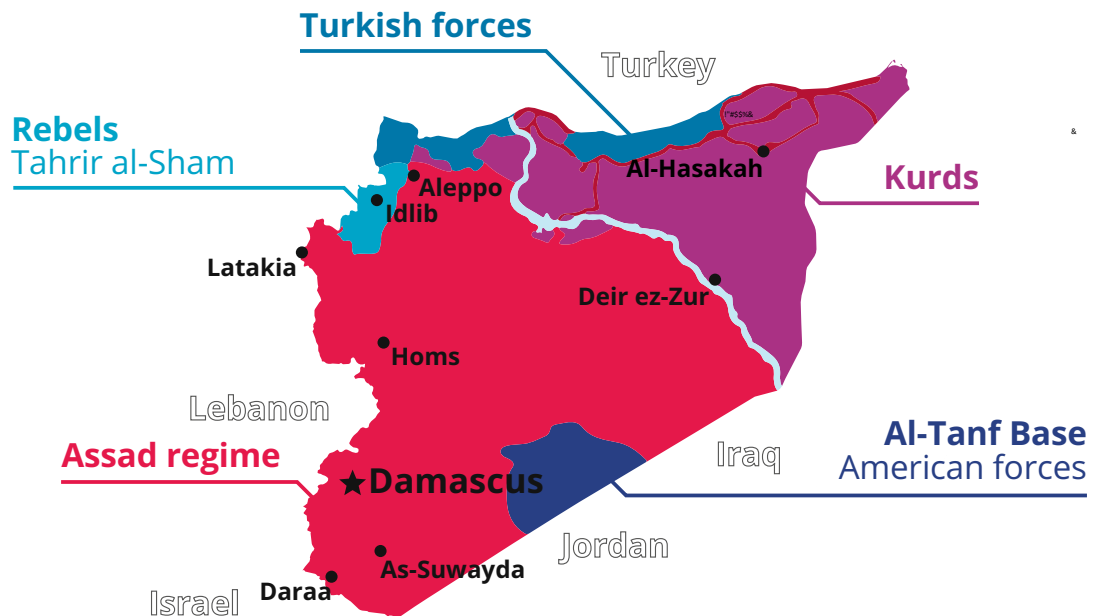 Turkish forces
Turkey
Rebels
Tahrir al-Sham
!"#$$%&
&
Al-Hasakah
Kurds
Aleppo
Idlib
Latakia
Deir ez-Zur
Homs
Lebanon
Al-Tanf Base
American forces
Assad regime
Iraq
Damascus
Jordan
As-Suwayda
Daraa
Israel